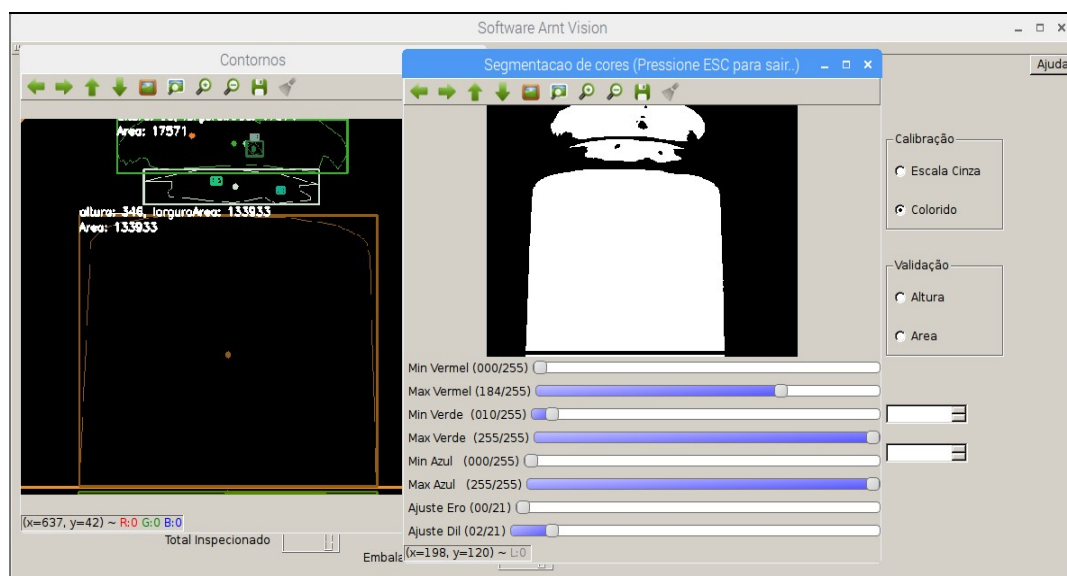 Software Arnt Vision
Contornos
Segmentacao de cores (Pressione ESC para sair..)
Ajuda
Area: 17571
altura: 346, larguraArea: 133933
Area: 133933
Calibração
Escala Cinza
Colorido
Validação
Altura
Area
Min Vermel (000/255)
Max Vermel (184/255)
Min Verde (010/255)
Max Verde (255/255)
Min Azul (000/255)
Max Azul (255/255)
Ajuste Ero (00/21)
Ajuste Dil (02/21)
(x=637, y=42) ~ R:0 G:0 B:0
(x=198, y=120) ~ L:0
Total Inspecionado
Embala